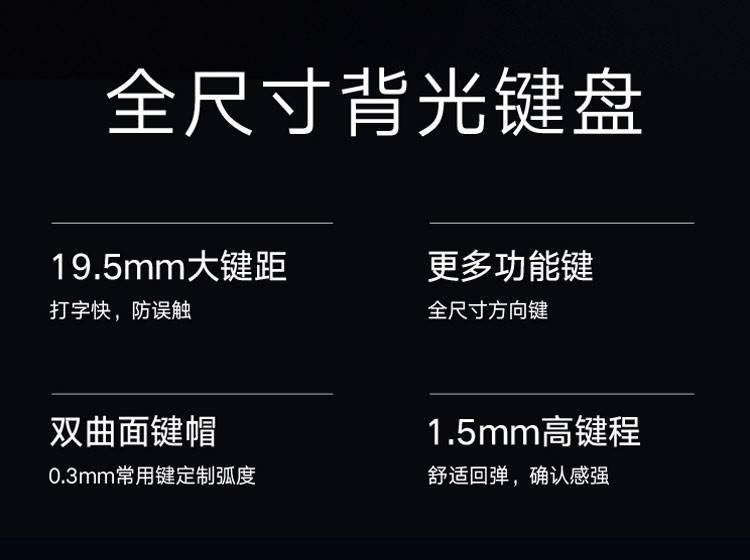 全尺寸背光键盘
19.5mm大键距
打字快，防误触
更多功能键
全尺寸方向键
双曲面键帽
0.3mm常用键定制弧度
1.5mm高键程
舒适回弹，确认感强